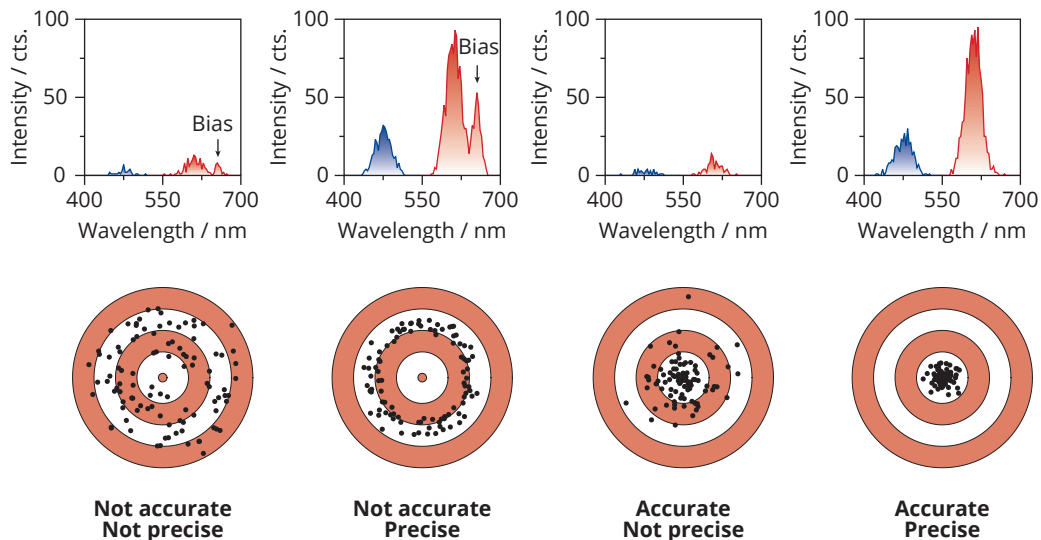 Intensity / cts.
100
50
0
Bias
400
550
700
Wavelength / nm
Intensity / cts.
100
50
0
Bias
400
550
700
Wavelength / nm
Intensity / cts.
100
50
0
400
550
700
Wavelength / nm
Intensity / cts.
100
50
0
400
550
700
Wavelength / nm
Not accurate
Not precise
Not accurate
Precise
Accurate
Not precise
Accurate
Precise